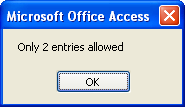 Microsoft Office Access
Only 2 entries allowed
OK